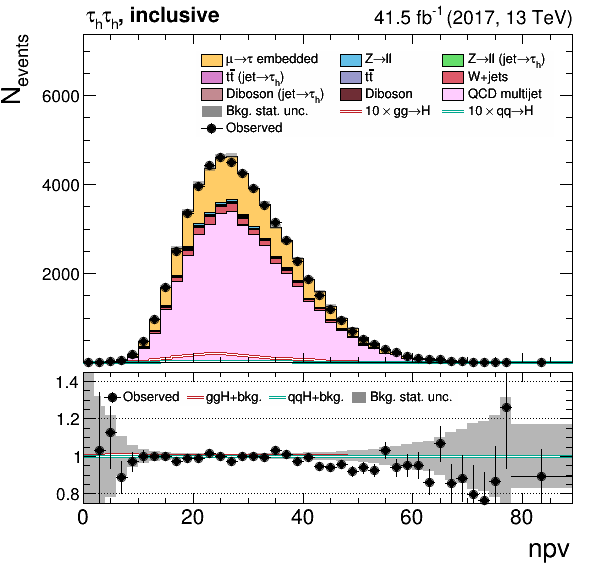 τhτh, inclusive 41.5 fb-1 (2017, 13 TeV)
Nevents
μ→τ embedded Z→ll Z→ll (jet→τh)
tt̄ (jet→τh) tt̄ W+jets
Diboson (jet→τh) Diboson QCD multijet
Bkg. stat. unc. 10×gg→H 10×qq→H
Observed
6000
4000
2000
1.4
Observed ggH+bkg. qqH+bkg. Bkg. stat. unc.
1.2
1
0.8
0 20 40 60 80
npv